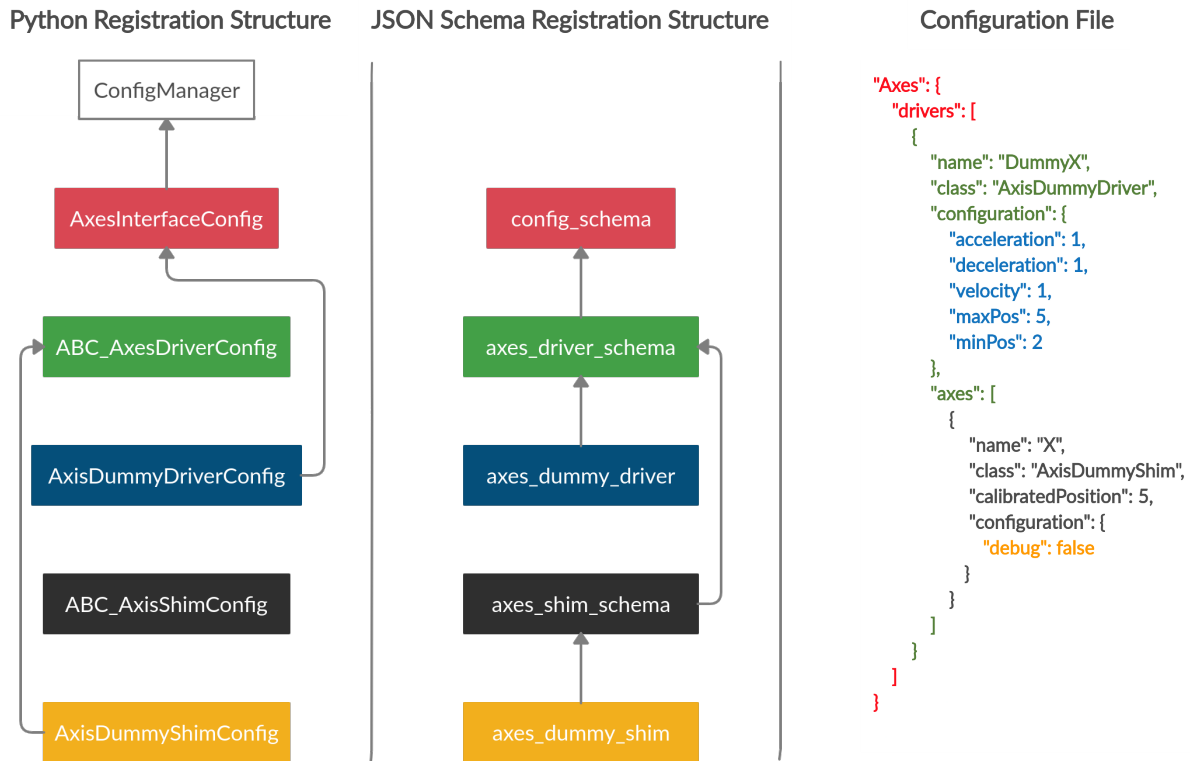 Python Registration Structure
ConfigManager
AxesInterfaceConfig
ABC_AxesDriverConfig
AxisDummyDriverConfig
ABC_AxisShimConfig
AxisDummyShimConfig
JSON Schema Registration Structure
config_schema
axes_driver_schema
axes_dummy_driver
axes_shim_schema
axes_dummy_shim
Configuration File
"Axes": {
"drivers": [
{
"name": "DummyX",
"class": "AxisDummyDriver",
"configuration": {
"acceleration": 1,
"deceleration": 1,
"velocity": 1,
"maxPos": 5,
"minPos": 2
},
"axes": [
{
"name": "X",
"class": "AxisDummyShim",
"calibratedPosition": 5,
"configuration": {
"debug": false
}
}
]
}
]
}